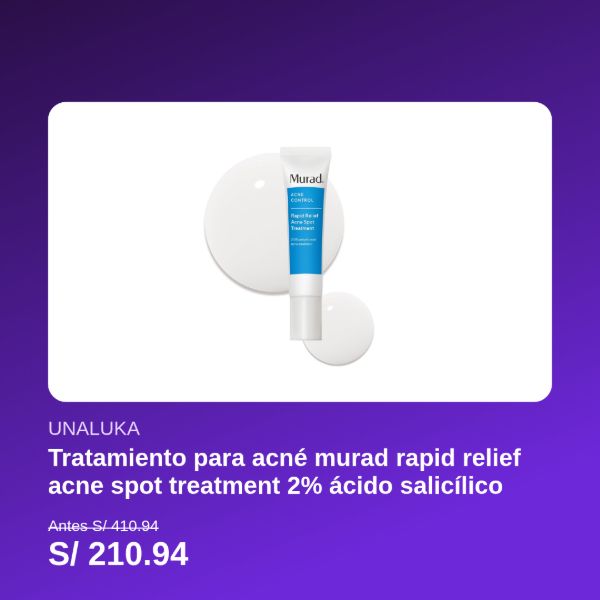 Murad.
ACNE
CONTROL
Rapid Relief
Acne Spot
Treatment
UNALUKA
Tratamiento para acné murad rapid relief
acne spot treatment 2% ácido salicílico
Antes S/ 410.94
S/ 210.94